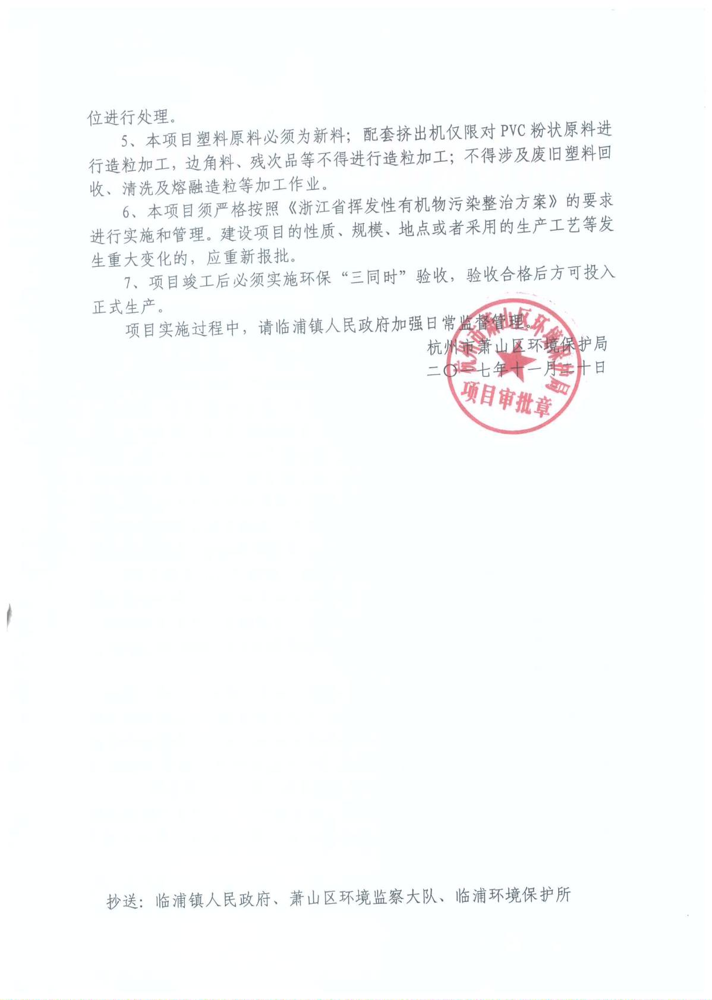 位进行处理。
5、本项目塑料原料必须为新料；配套挤出机仅限对 PVC 粉状原料进
行造粒加工，边角料、残次品等不得进行造粒加工；不得涉及废旧塑料回
收、清洗及熔融造粒等加工作业。
6、本项目须严格按照《浙江省挥发性有机物污染整治方案》的要求
进行实施和管理。建设项目的性质、规模、地点或者采用的生产工艺等发
生重大变化的，应重新报批。
7、项目竣工后必须实施环保“三同时”验收，验收合格后方可投入
正式生产。
项目实施过程中，请临浦镇人民政府加强日常监督管理。
杭州市萧山区环境保护局
二〇一七年十一月二十日
杭州市萧山区环境保护局
项目审批章
抄送：临浦镇人民政府、萧山区环境监察大队、临浦环境保护所